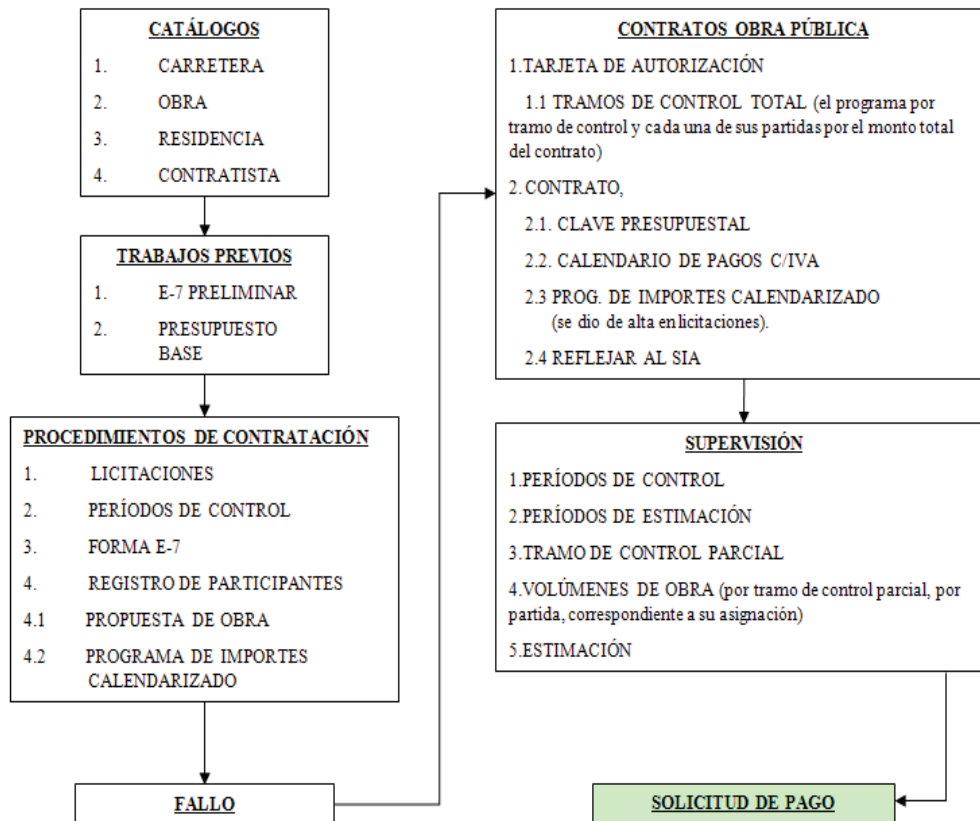 CATÁLOGOS
1. CARRETERA
2. OBRA
3. RESIDENCIA
4. CONTRATISTA
TRABAJOS PREVIOS
1. E-7 PRELIMINAR
2. PRESUPUESTO
BASE
PROCEDIMIENTOS DE CONTRATACIÓN
1. LICITACIONES
2. PERÍODOS DE CONTROL
3. FORMA E-7
4. REGISTRO DE PARTICIPANTES
4.1 PROPUESTA DE OBRA
4.2 PROGRAMA DE IMPORTES
CALENDARIZADO
FALLO
CONTRATOS OBRA PÚBLICA
1.TARJETA DE AUTORIZACIÓN
1.1 TRAMOS DE CONTROL TOTAL (el programa por
tramo de control y cada una de sus partidas por el monto total
del contrato)
2. CONTRATO,
2.1. CLAVE PRESUPUESTAL
2.2. CALENDARIO DE PAGOS C/IVA
2.3 PROG. DE IMPORTES CALENDARIZADO
(se dio de alta en licitaciones).
2.4 REFLEJAR AL SIA
SUPERVISIÓN
1.PERÍODOS DE CONTROL
2.PERÍODOS DE ESTIMACIÓN
3.TRAMO DE CONTROL PARCIAL
4.VOLÚMENES DE OBRA (por tramo de control parcial, por
partida, correspondiente a su asignación)
5.ESTIMACIÓN
SOLICITUD DE PAGO